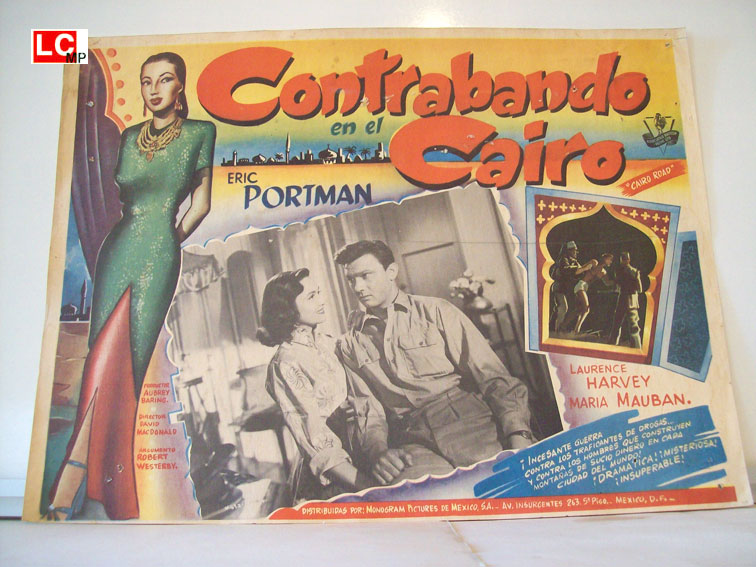 LC
MP
Contrabando
en el
Cairo
"CAIRO ROAD"
ERIC
PORTMAN
LAURENCE
HARVEY
MARIA MAUBAN.
AUBREY
BARING.
DIRECTOR
DAVID
MACDONALD
ARGUMENTO
ROBERT
WESTERBY.
¡INCESANTE GUERRA
CONTRA LOS TRAFICANTES DE DROGAS...
Y CONTRA LOS HOMBRES QUE CONSTRUYEN
MONTAÑAS DE SUCIO DINERO EN CADA
CIUDAD DEL MUNDO! ¡MISTERIOSA!
¡DRAMATICA!
¡INSUPERABLE!
DISTRIBUIDAS POR: MONOGRAM PICTURES DE MEXICO, S.A.. AV. INSURGENTES 263. 5º PISO.. MEXICO, D.F.